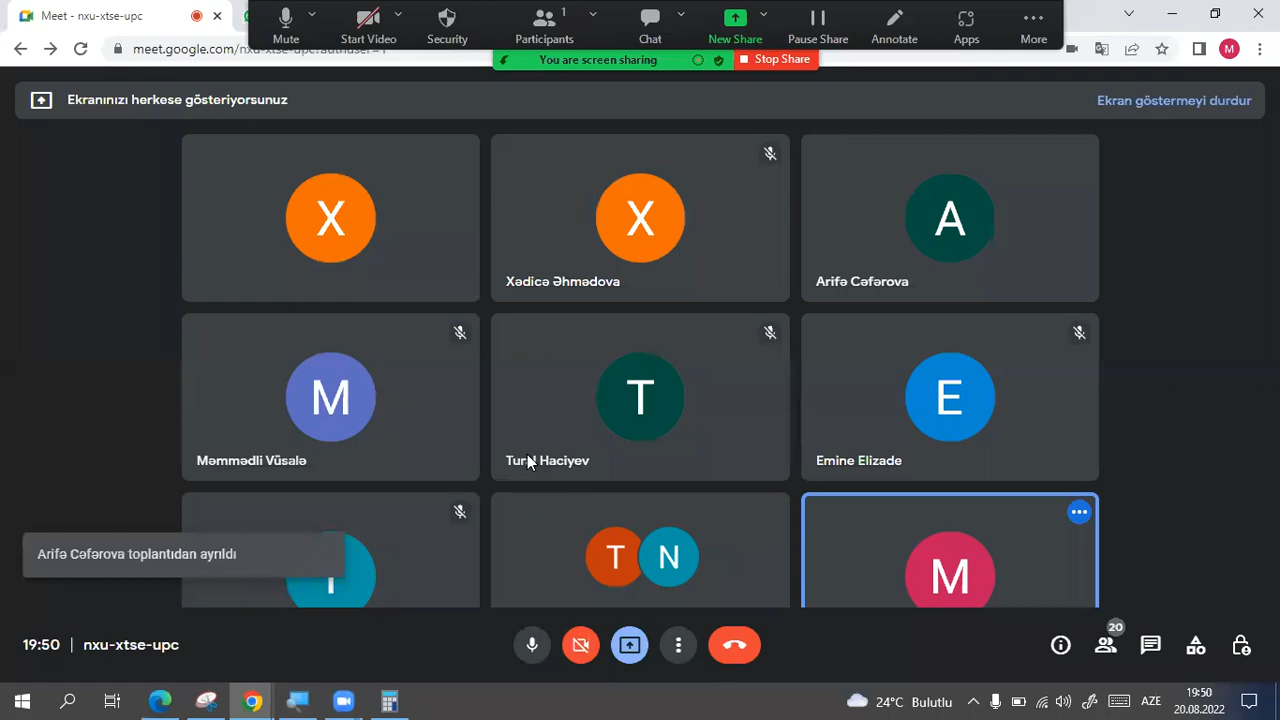 Meet - nxu-xtse-upc
Mute
Start Video
Security
1
Participants
Chat
New Share
Pause Share
Annotate
Apps
More
meet.google.com/nxu-xtse-upc?authuser=1
M
You are screen sharing
Stop Share
Ekranınızı herkese gösteriyorsunuz
Ekran göstermeyi durdur
X
X
Xədicə Əhmədova
A
Arifə Cəfərova
M
Məmmədli Vüsalə
T
Haciyev
E
Emine Elizade
Arifə Cəfərova toplantıdan ayrıldı
T
N
M
19:50 | nxu-xtse-upc
20
24°C Bulutlu
AZE
19:50
20.08.2022